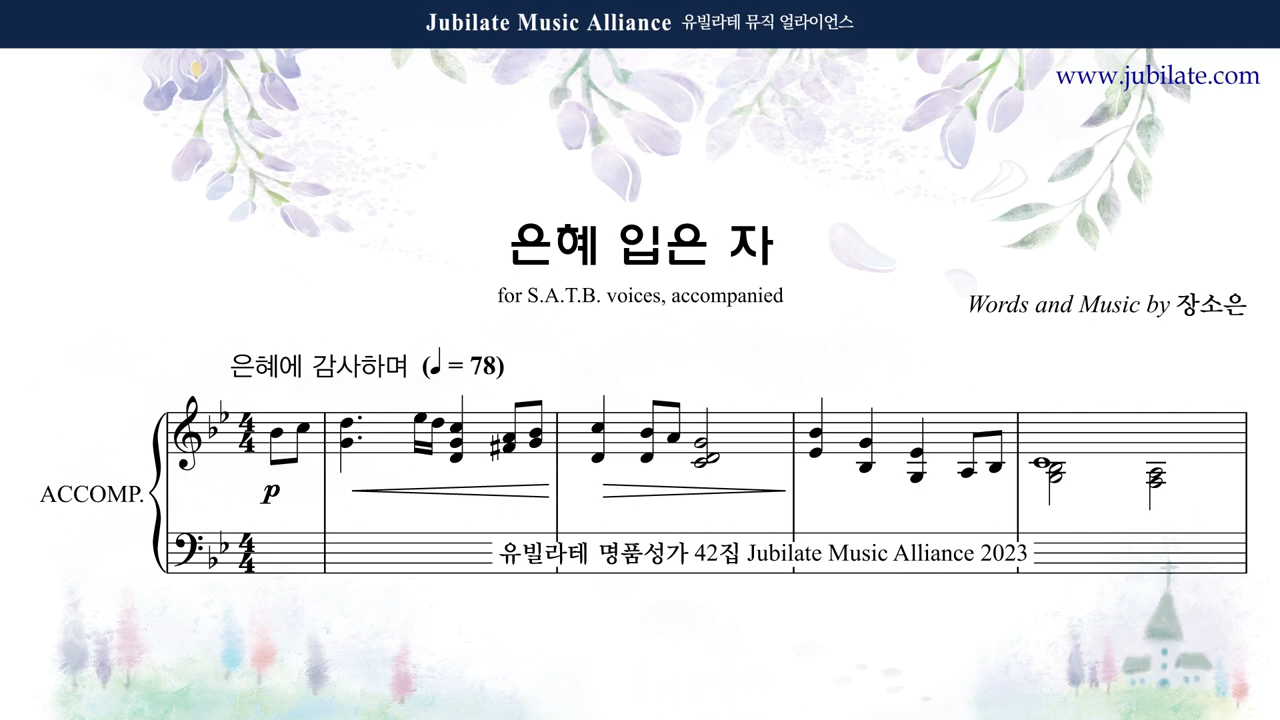 Jubilate Music Alliance 유빌라테 뮤직 얼라이언스
www.jubilate.com
은혜 입은 자
for S.A.T.B. voices, accompanied
Words and Music by 장소은
은혜에 감사하며 (♩ = 78)
ACCOMP.
p
유빌라테 명품성가 42집 Jubilate Music Alliance 2023